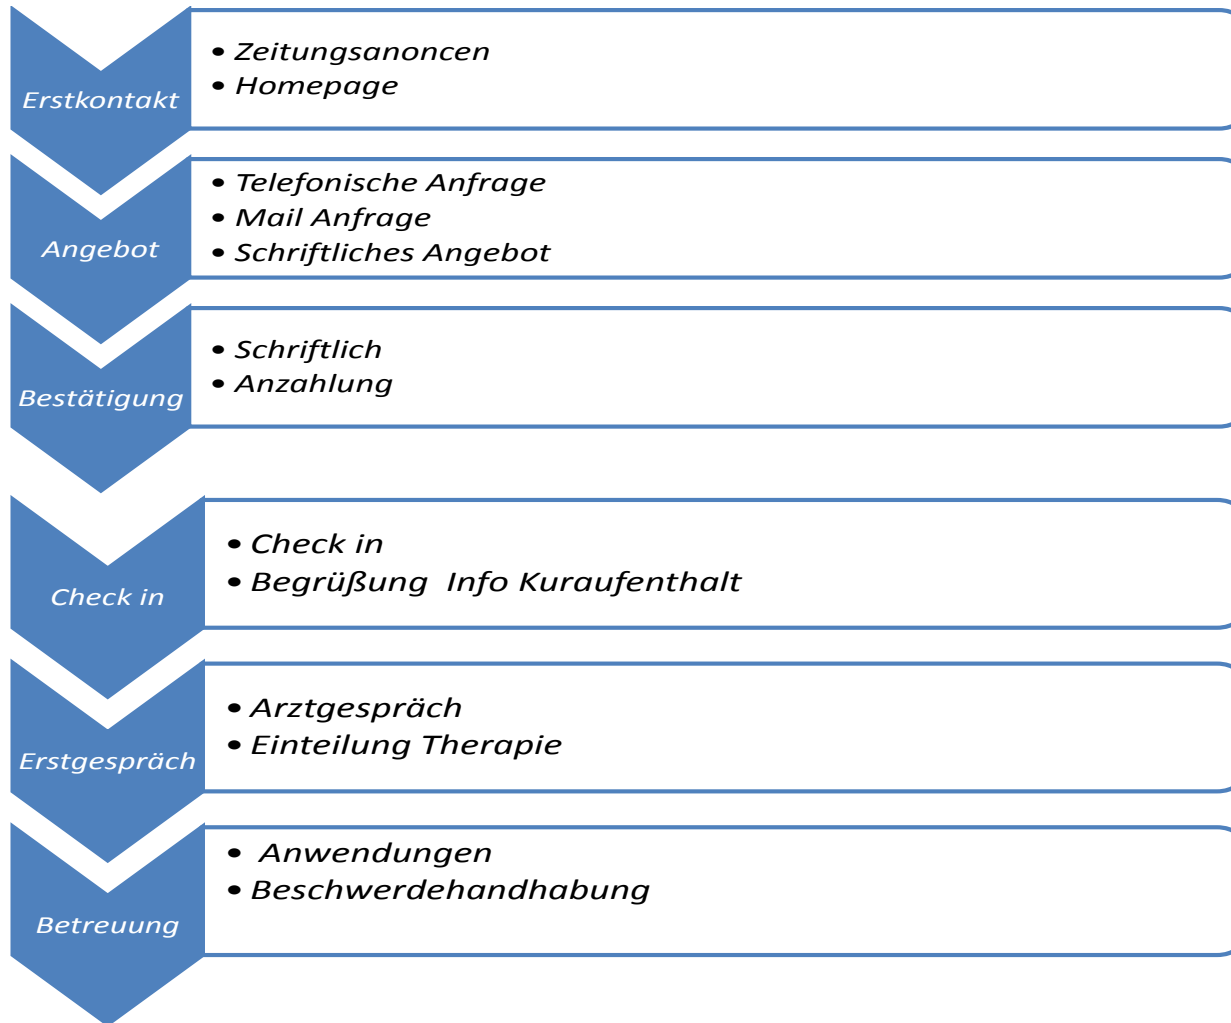 Erstkontakt
• Zeitungsanoncen
• Homepage
Angebot
• Telefonische Anfrage
• Mail Anfrage
• Schriftliches Angebot
Bestätigung
• Schriftlich
• Anzahlung
Check in
• Check in
• Begrüßung  Info Kuraufenthalt
Erstgespräch
• Arztgespräch
• Einteilung Therapie
Betreuung
• Anwendungen
• Beschwerdehandhabung